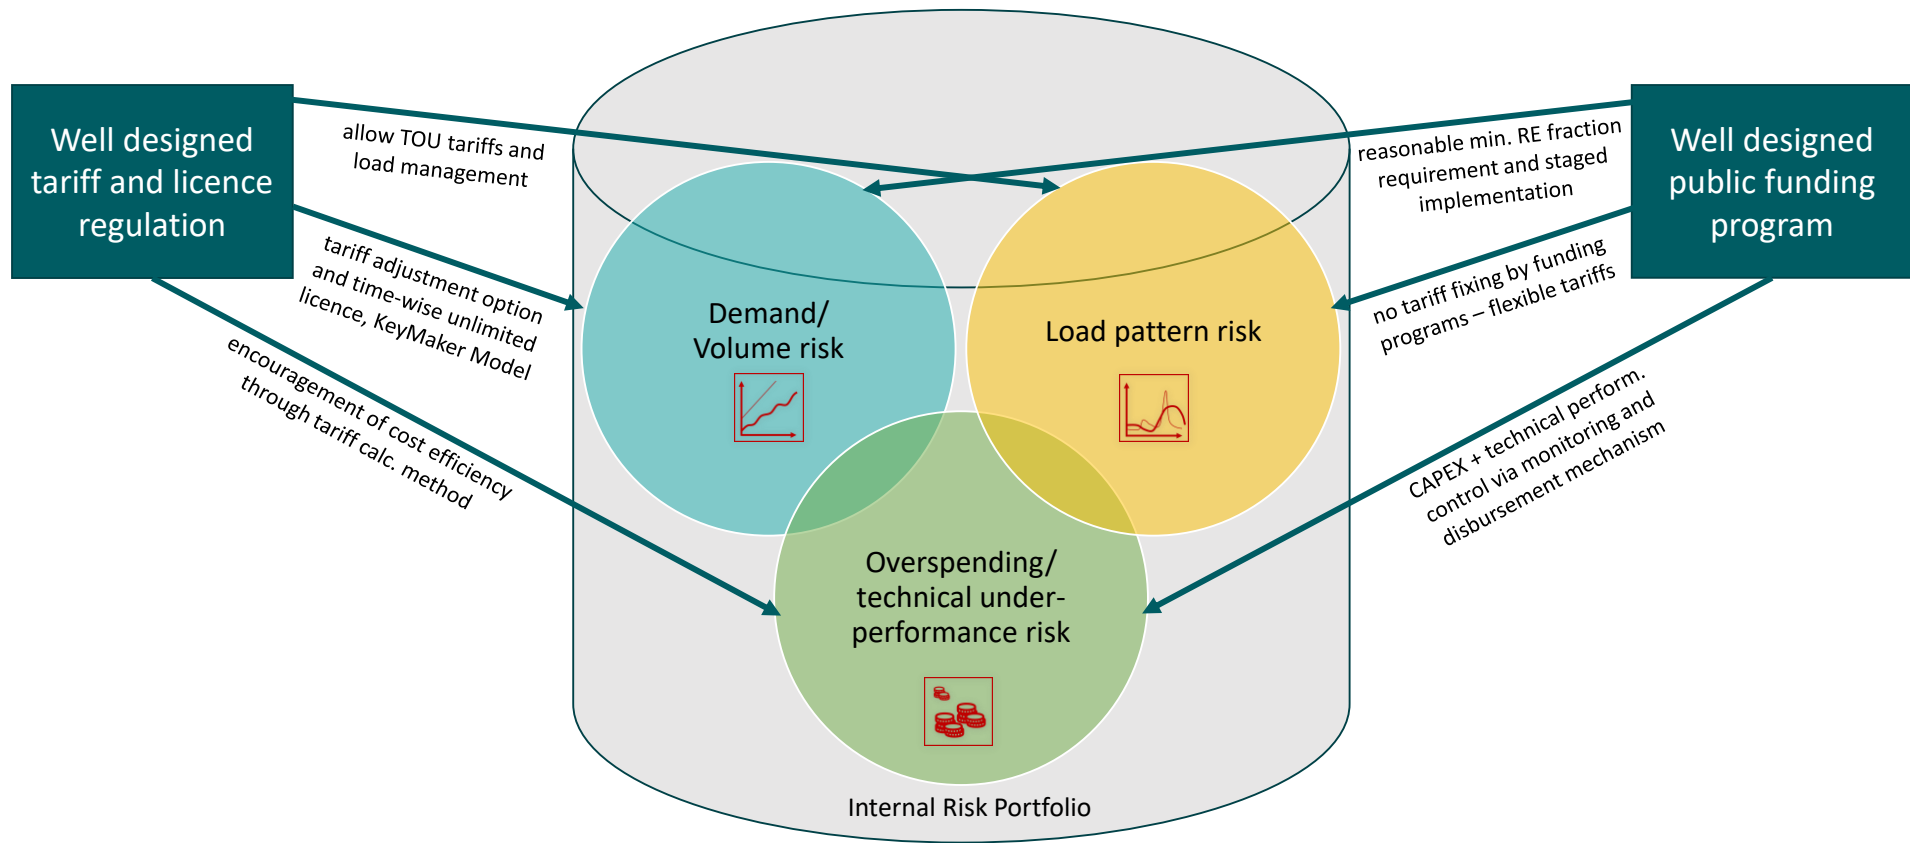 Well designed
tariff and licence
regulation
allow TOU tariffs and
load management
tariff adjustment option
and time-wise unlimited
licence, KeyMaker Model
encouragement of cost efficiency
through tariff calc. method
Demand/
Volume risk
Load pattern risk
Overspending/
technical under-
performance risk
Internal Risk Portfolio
Well designed
public funding
program
reasonable min. RE fraction
requirement and staged
implementation
no tariff fixing by funding
programs – flexible tariffs
CAPEX + technical perform.
control via monitoring and
disbursement mechanism